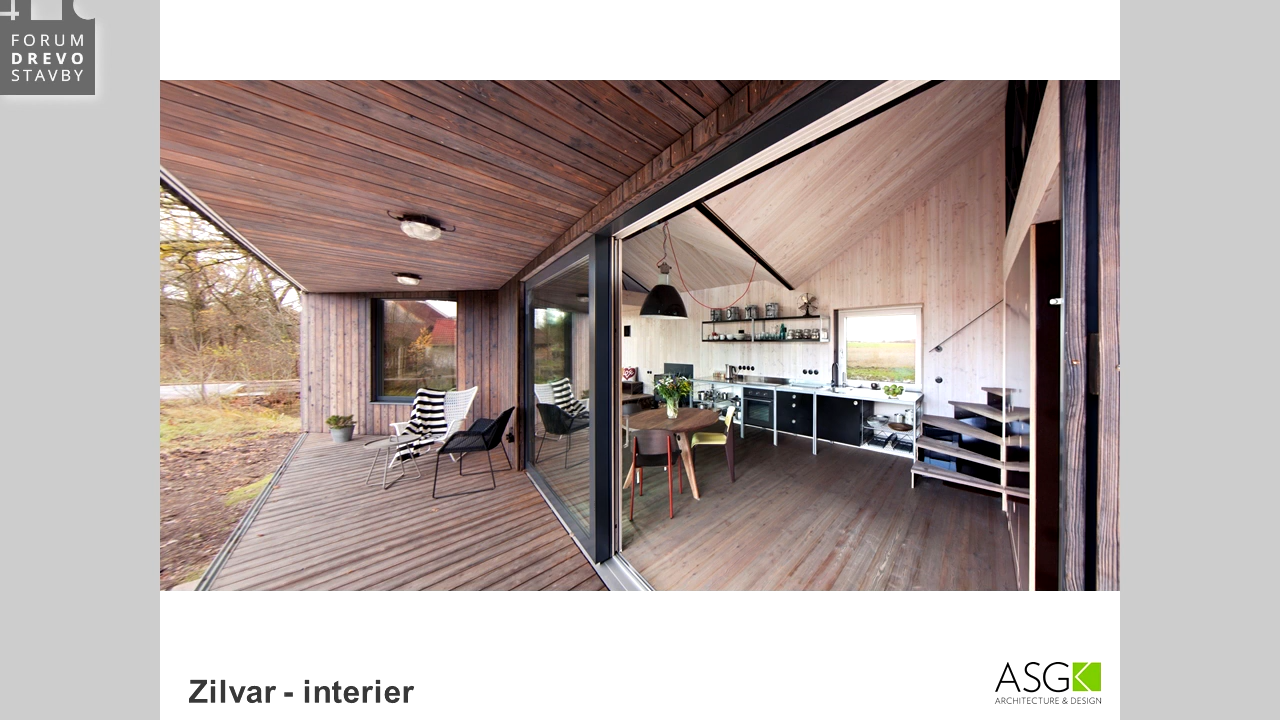 FORUM
DREVO
STAVBY
Zilvar - interier
ASGK
ARCHITECTURE & DESIGN